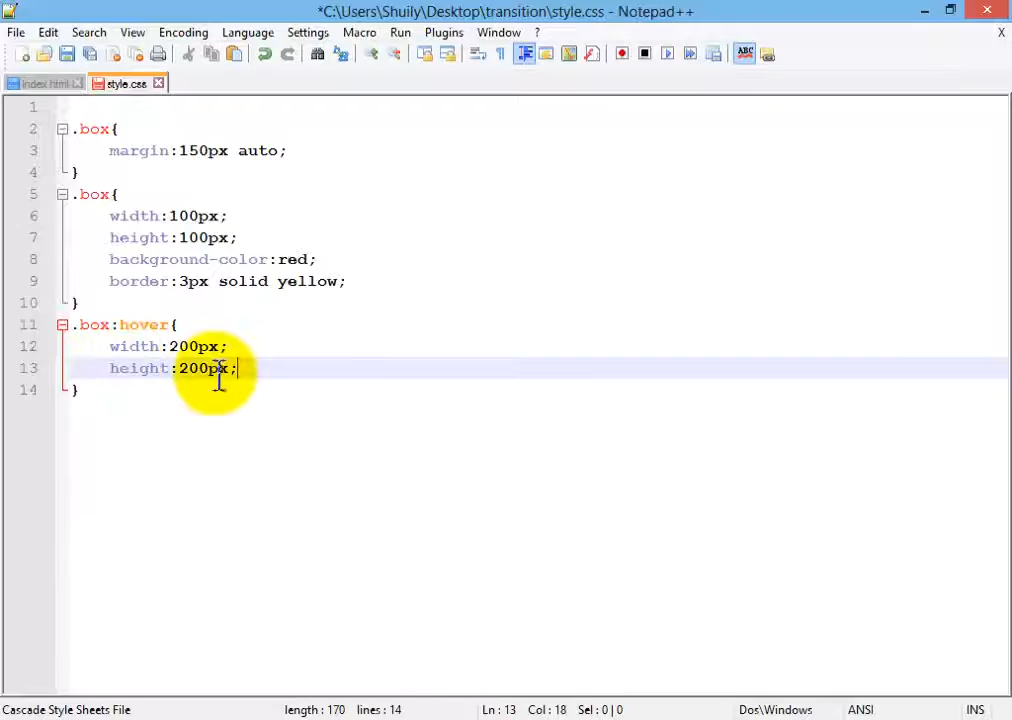 *C:\Users\Shuily\Desktop\transition\style.css - Notepad++
File Edit Search View Encoding Language Settings Macro Run Plugins Window ? X
index.html style.css
1
2 .box{
3 margin:150px auto;
4 }
5 .box{
6 width:100px;
7 height:100px;
8 background-color:red;
9 border:3px solid yellow;
10 }
11 .box:hover{
12 width:200px;
13 height:200px;
14 }
Cascade Style Sheets File length : 170 lines : 14 Ln : 13 Col : 18 Sel : 0 | 0 Dos\Windows ANSI INS